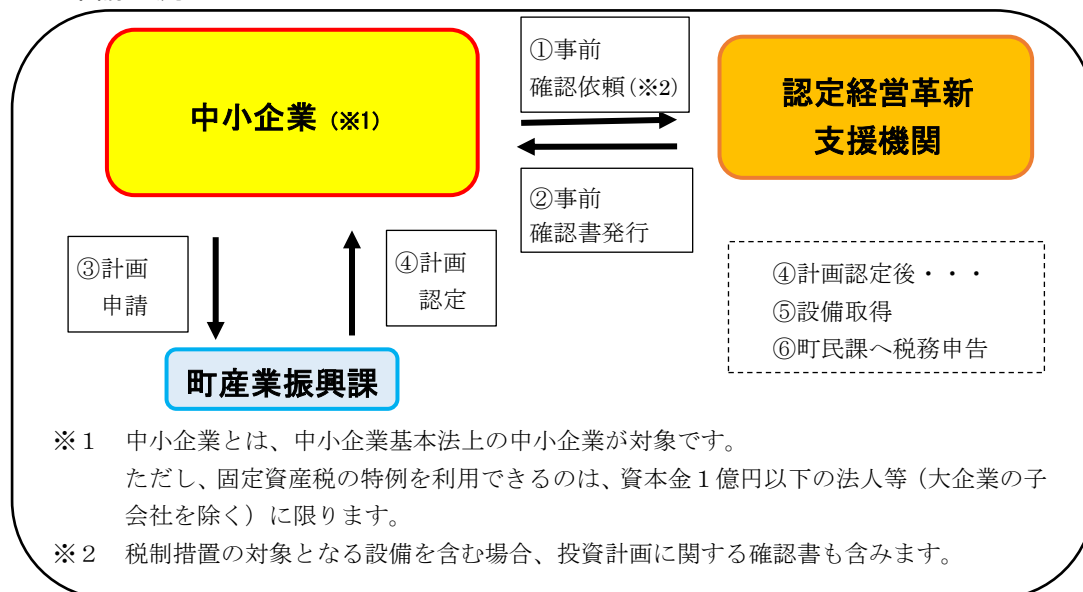 ①事前
確認依頼(※2)
中小企業 (※1)
認定経営革新
支援機関
②事前
確認書発行
③計画
申請
④計画
認定
④計画認定後・・・
⑤設備取得
⑥町民課へ税務申告
町産業振興課
※1 中小企業とは、中小企業基本法上の中小企業が対象です。
ただし、固定資産税の特例を利用できるのは、資本金1億円以下の法人等（大企業の子
会社を除く）に限ります。
※2 税制措置の対象となる設備を含む場合、投資計画に関する確認書も含みます。